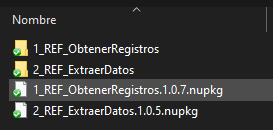 Nombre
1_REF_ObtenerRegistros
2_REF_ExtraerDatos
1_REF_ObtenerRegistros.1.0.7.nupkg
2_REF_ExtraerDatos.1.0.5.nupkg